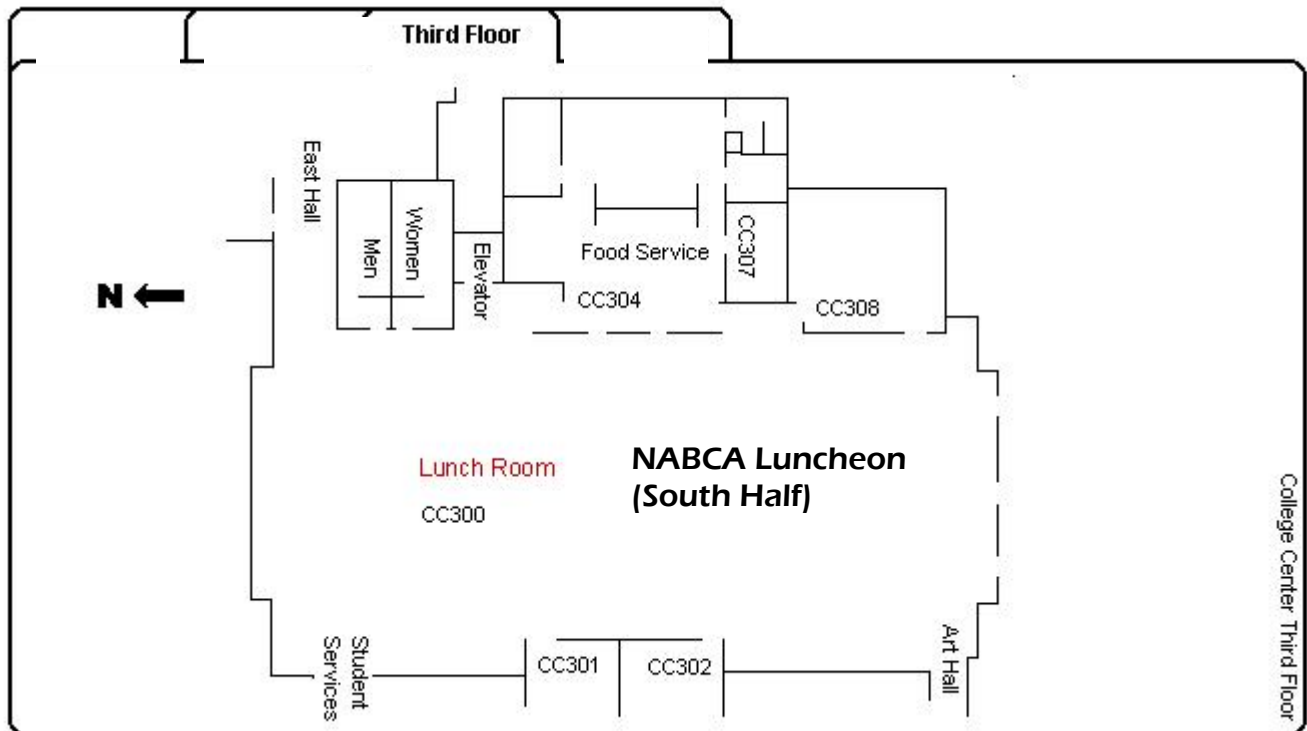 Third Floor
East Hall
Men
Women
Elevator
Food Service
CC304
CC307
CC308
N
Lunch Room
CC300
NABCA Luncheon
(South Half)
Student
Services
CC301
CC302
Art Hall
College Center Third Floor